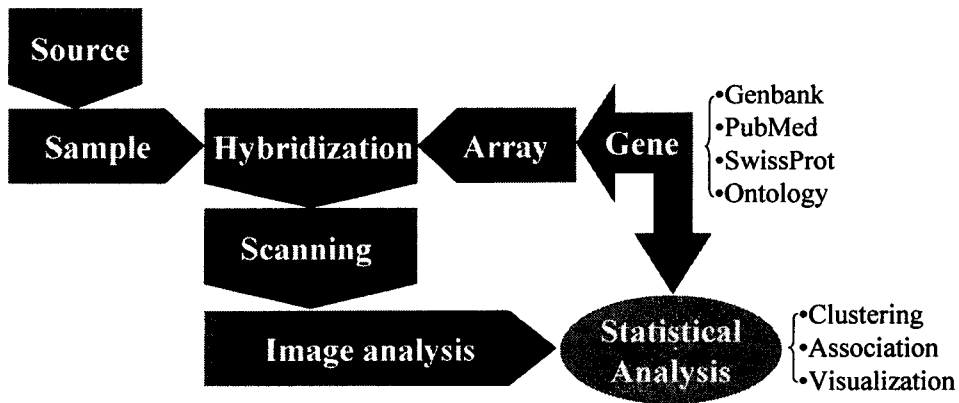 Source
Sample
Hybridization
Array
Gene
•Genbank
•PubMed
•SwissProt
•Ontology
Scanning
Image analysis
Statistical
Analysis
•Clustering
•Association
•Visualization